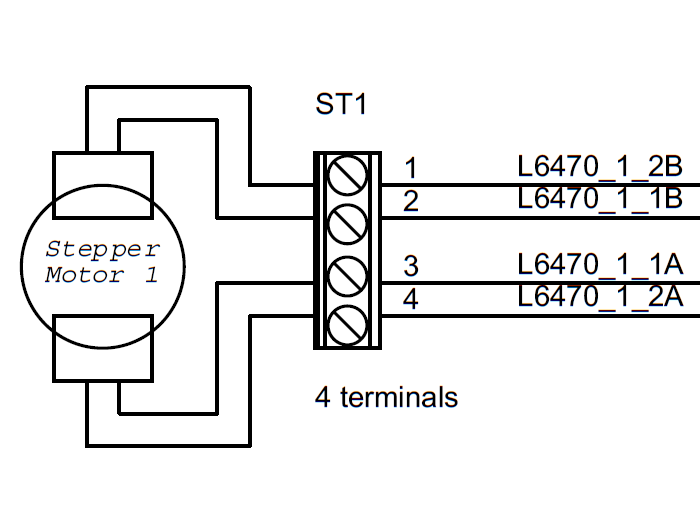 ST1
1 L6470_1_2B
2 L6470_1_1B
Stepper
Motor 1
3 L6470_1_1A
4 L6470_1_2A
4 terminals